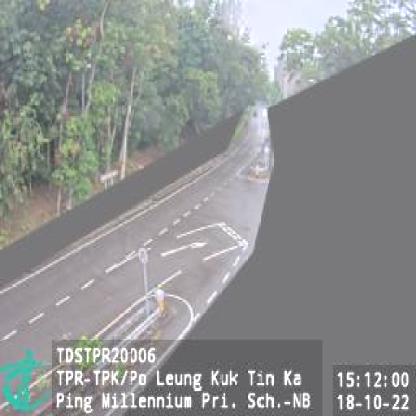 TDSTPR20006
TPR-TPK/Po Leung Kuk Tin Ka
Ping Millennium Pri. Sch.-NB
15:12:00
18-10-22